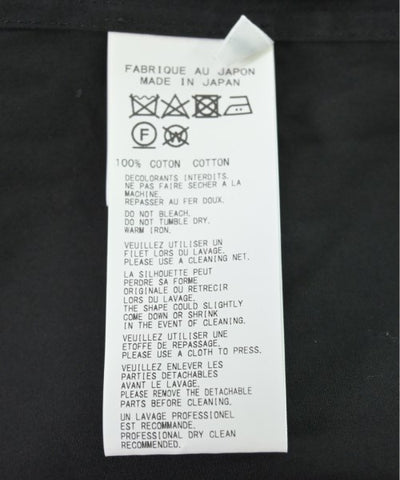 FABRIQUE AU JAPON
MADE IN JAPAN
F W
100% COTON COTTON
DECOLORANTS INTERDITS.
NE PAS FAIRE SECHER A LA
MACHINE.
REPASSER AU FER DOUX.
DO NOT BLEACH.
DO NOT TUMBLE DRY.
WARM IRON.
VEUILLEZ UTILISER UN
FILET LORS DU LAVAGE.
PLEASE USE A CLEANING NET.
LA SILHOUETTE PEUT
PERDRE SA FORME
ORIGINALE OU RETRECIR
LORS DU LAVAGE.
THE SHAPE COULD SLIGHTLY
COME DOWN OR SHRINK
IN THE EVENT OF CLEANING.
VEUILLEZ UTILISER UNE
ETOFFE DE REPASSAGE.
PLEASE USE A CLOTH TO PRESS.
VEUILLEZ ENLEVER LES
PARTIES DETACHABLES
AVANT LE LAVAGE.
PLEASE REMOVE THE DETACHABLE
PARTS BEFORE CLEANING.
UN LAVAGE PROFESSIONEL
EST RECOMMANDE.
PROFESSIONAL DRY CLEAN
RECOMMENDED.